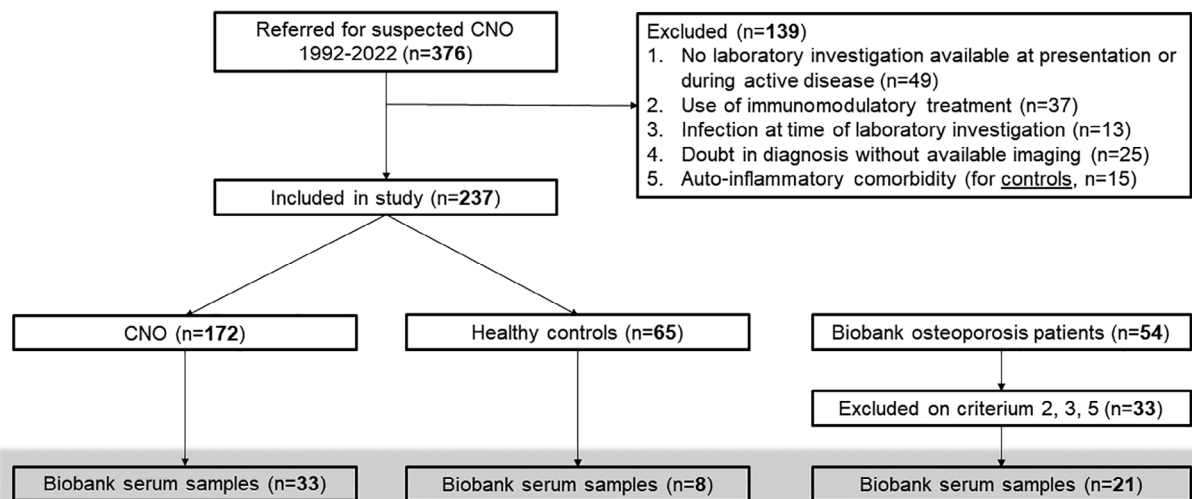 Referred for suspected CNO
1992-2022 (n=376)
Excluded (n=139)
1. No laboratory investigation available at presentation or
during active disease (n=49)
2. Use of immunomodulatory treatment (n=37)
3. Infection at time of laboratory investigation (n=13)
4. Doubt in diagnosis without available imaging (n=25)
5. Auto-inflammatory comorbidity (for controls, n=15)
Included in study (n=237)
CNO (n=172)
Healthy controls (n=65)
Biobank osteoporosis patients (n=54)
Excluded on criterium 2, 3, 5 (n=33)
Biobank serum samples (n=33)
Biobank serum samples (n=8)
Biobank serum samples (n=21)